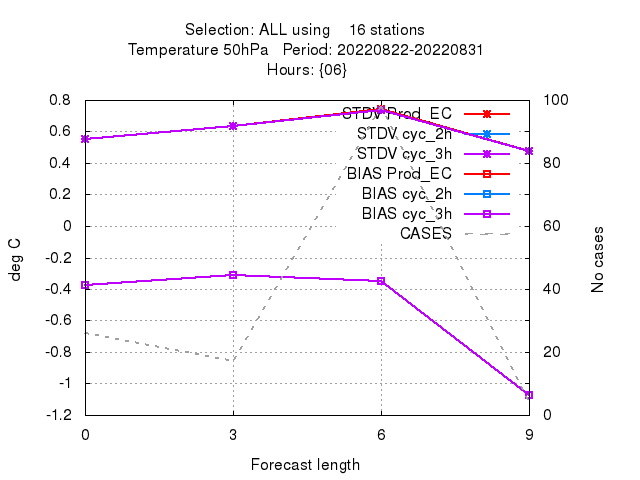 Selection: ALL using    16 stations
Temperature 50hPa   Period: 20220822-20220831
Hours: {06}
0.8
0.6
0.4
0.2
0
-0.2
-0.4
-0.6
-0.8
-1
-1.2
deg C
100
80
60
40
20
0
No cases
STDV Prod_EC
STDV cyc_2h
STDV cyc_3h
BIAS Prod_EC
BIAS cyc_2h
BIAS cyc_3h
CASES
0
3
6
9
Forecast length